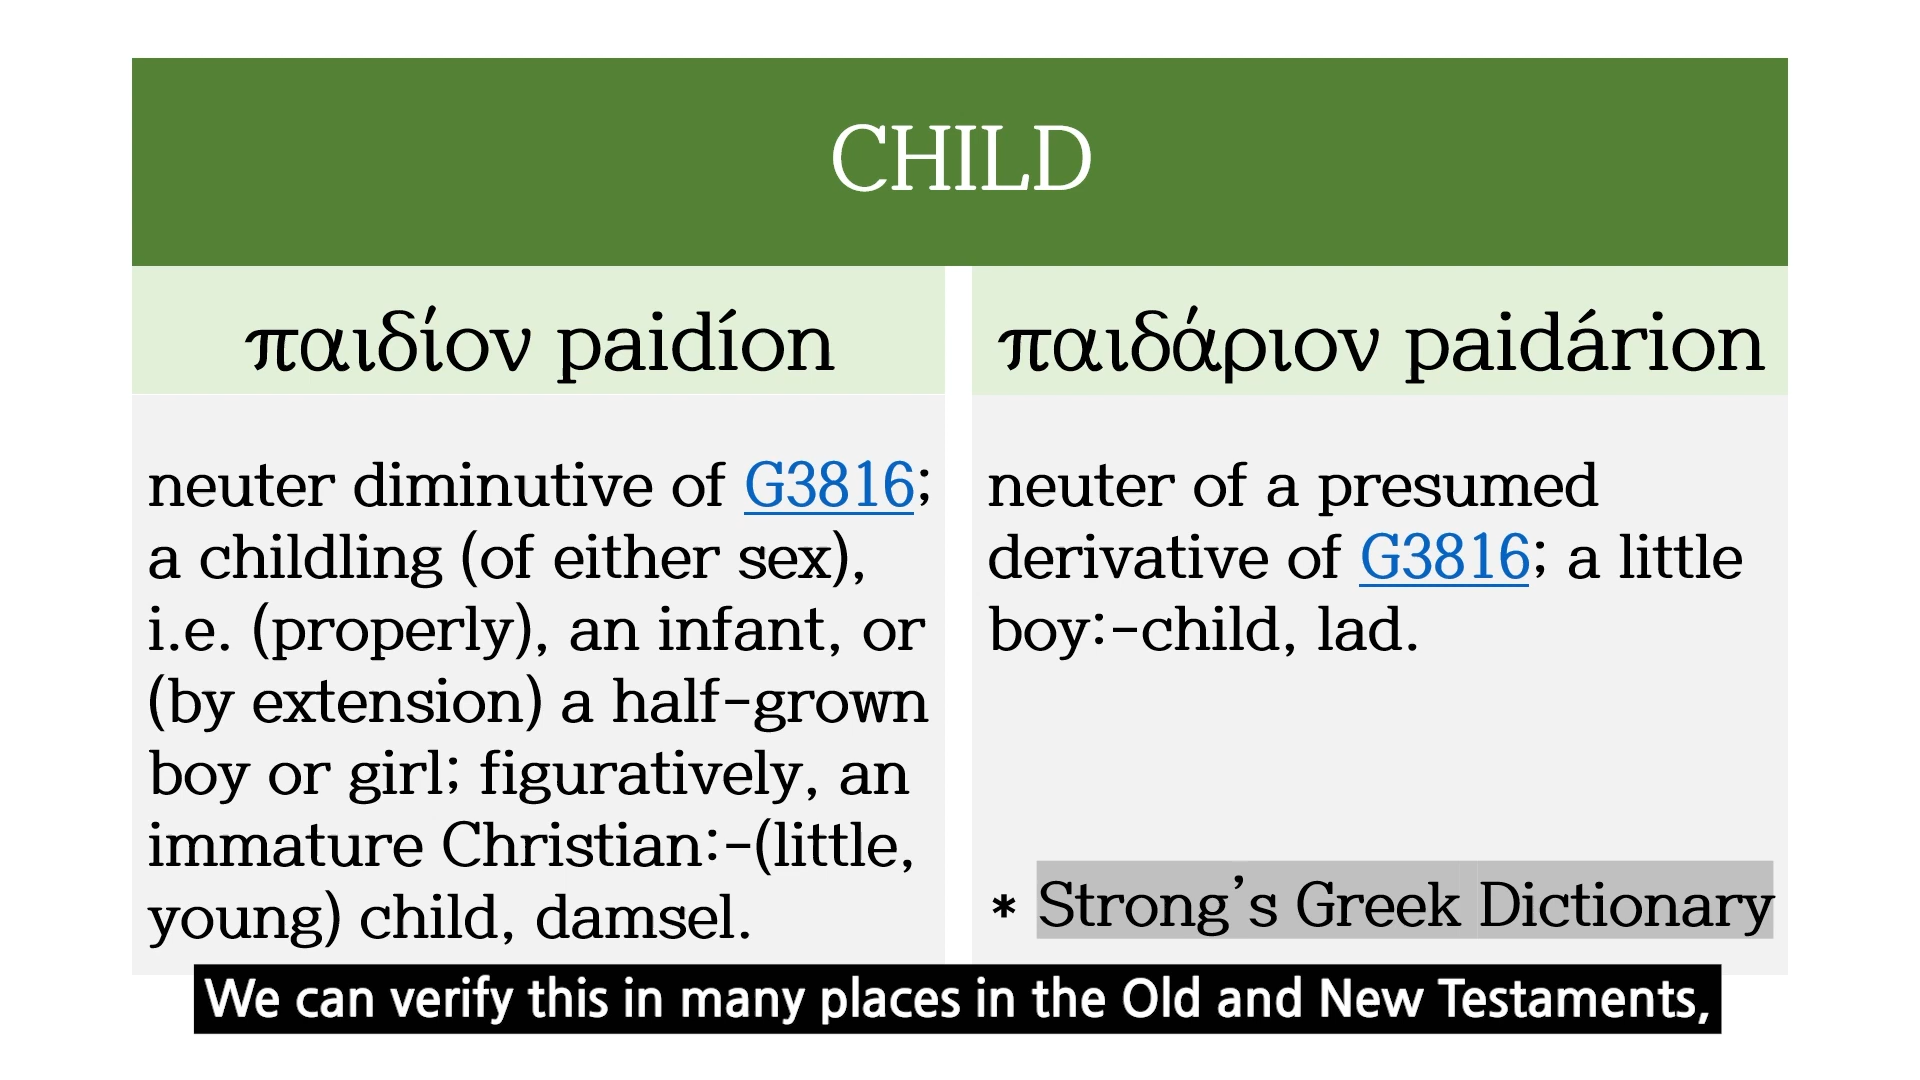 CHILD
παιδίον paidíon
neuter diminutive of G3816;
a childling (of either sex),
i.e. (properly), an infant, or
(by extension) a half-grown
boy or girl; figuratively, an
immature Christian:-(little,
young) child, damsel.
παιδάριον paidárion
neuter of a presumed
derivative of G3816; a little
boy:-child, lad.
* Strong’s Greek Dictionary
We can verify this in many places in the Old and New Testaments,